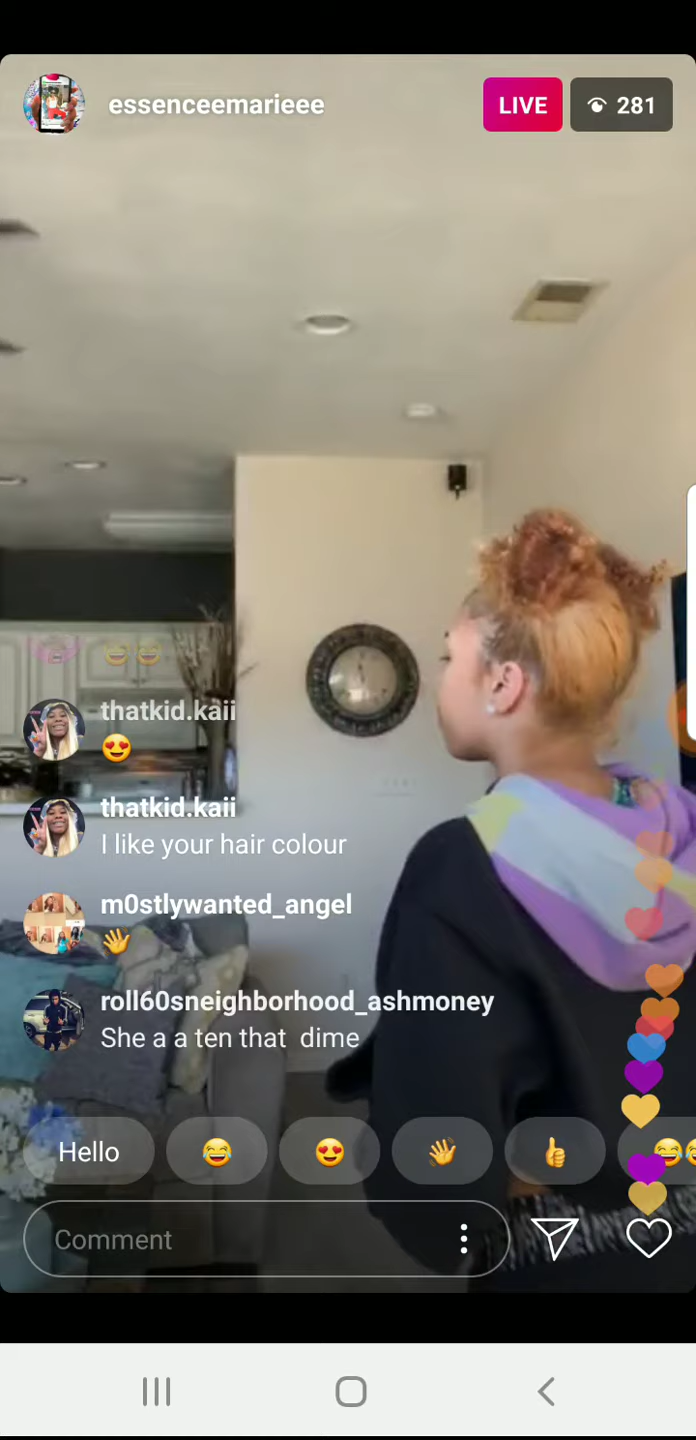 essenceemarieee
LIVE
281
😂😂
thatkid.kaii
😍
thatkid.kaii
I like your hair colour
m0stlywanted_angel
👋
roll60sneighborhood_ashmoney
She a a ten that  dime
Hello
😂
😍
👋
👍
Comment